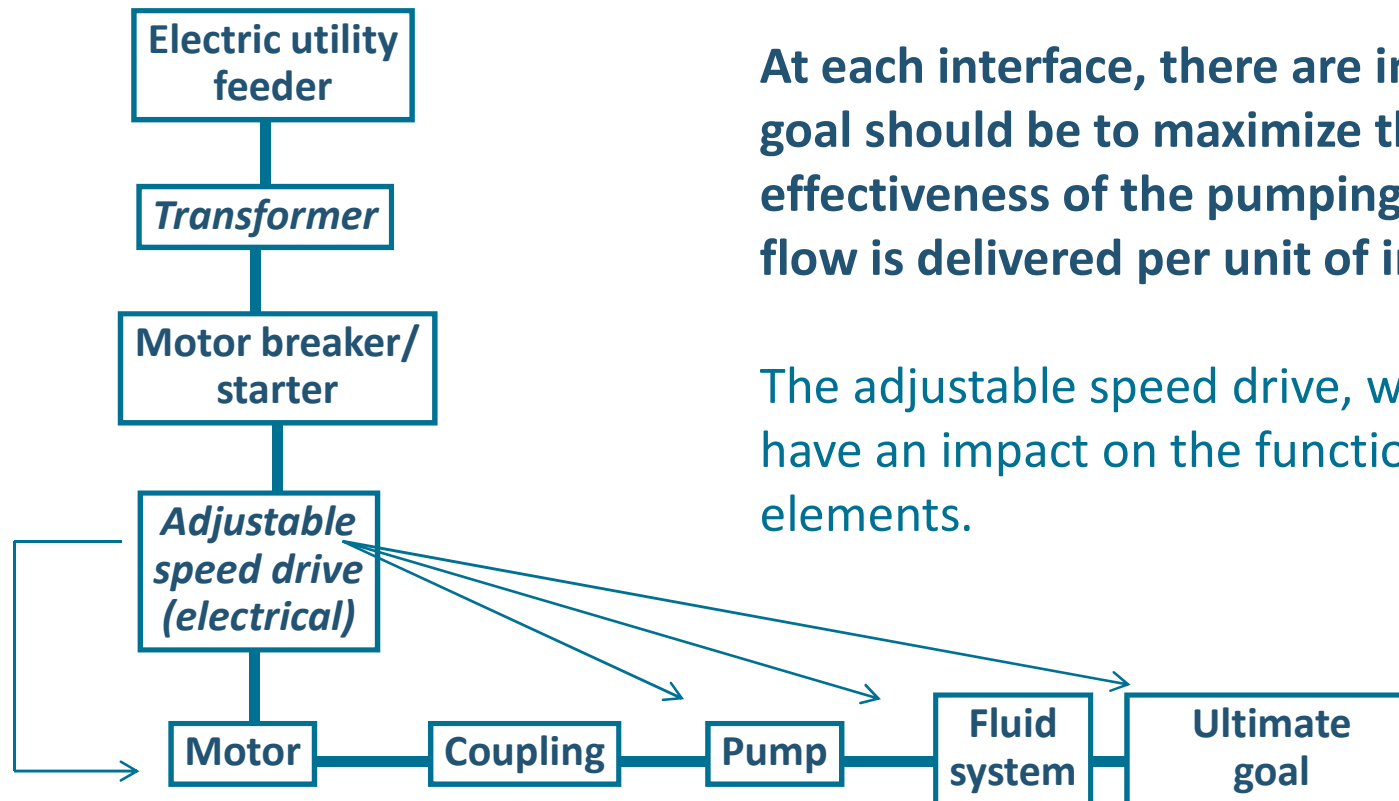 Electric utility
feeder
Transformer
Motor breaker/
starter
Adjustable
speed drive
(electrical)
Motor
Coupling
Pump
Fluid
system
Ultimate
goal
At each interface, there are
goal should be to maximize
effectiveness of the pumping
flow is delivered per unit of
The adjustable speed drive,
have an impact on the
elements.